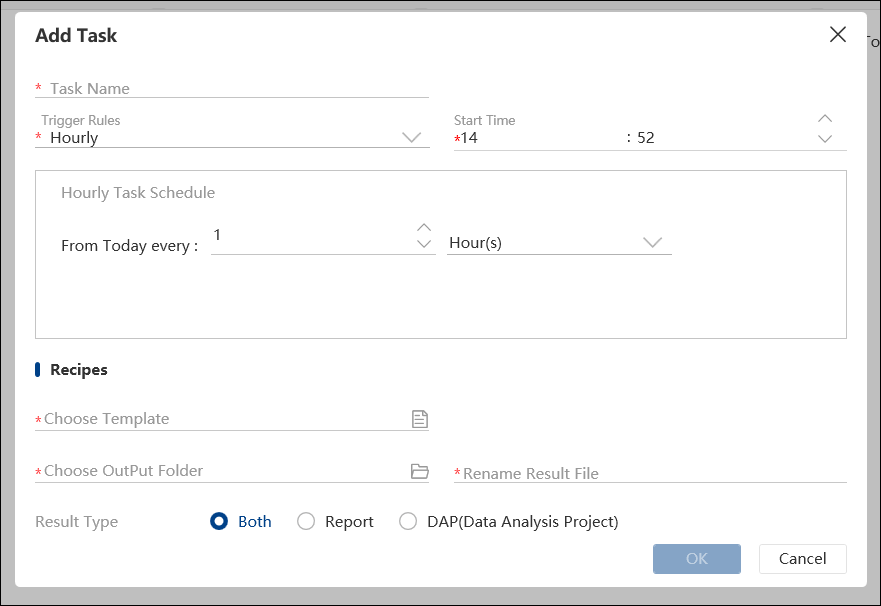 Add Task
To
* Task Name
Trigger Rules
* Hourly
Start Time
*14 : 52
Hourly Task Schedule
From Today every : 1 Hour(s)
Recipes
*Choose Template
*Choose OutPut Folder
*Rename Result File
Result Type Both Report DAP(Data Analysis Project)
OK Cancel